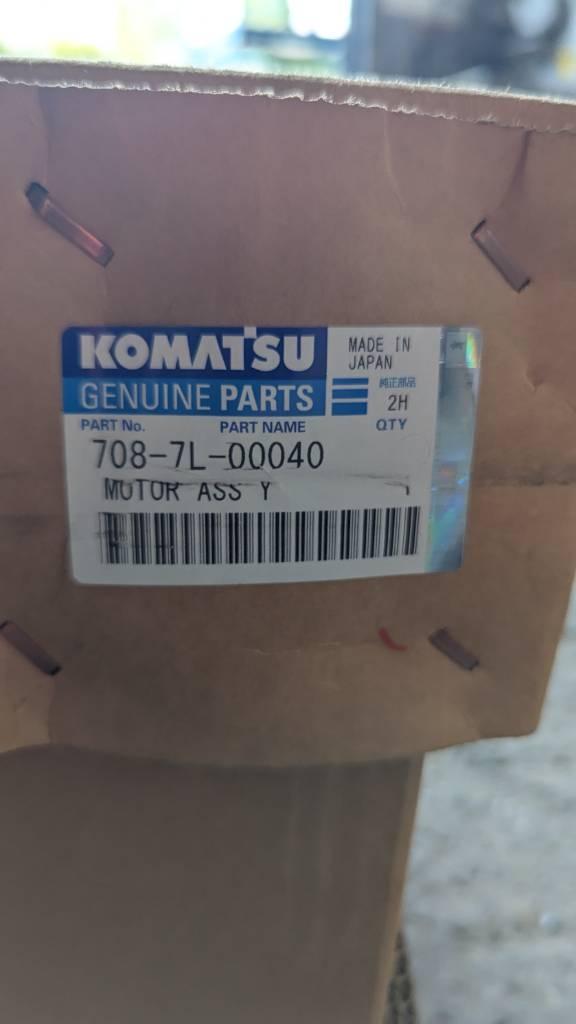 KOMATSU
GENUINE PARTS
MADE IN
JAPAN
純正部品
2H
PART No.
PART NAME
QTY
708-7L-00040
MOTOR ASS'Y
1